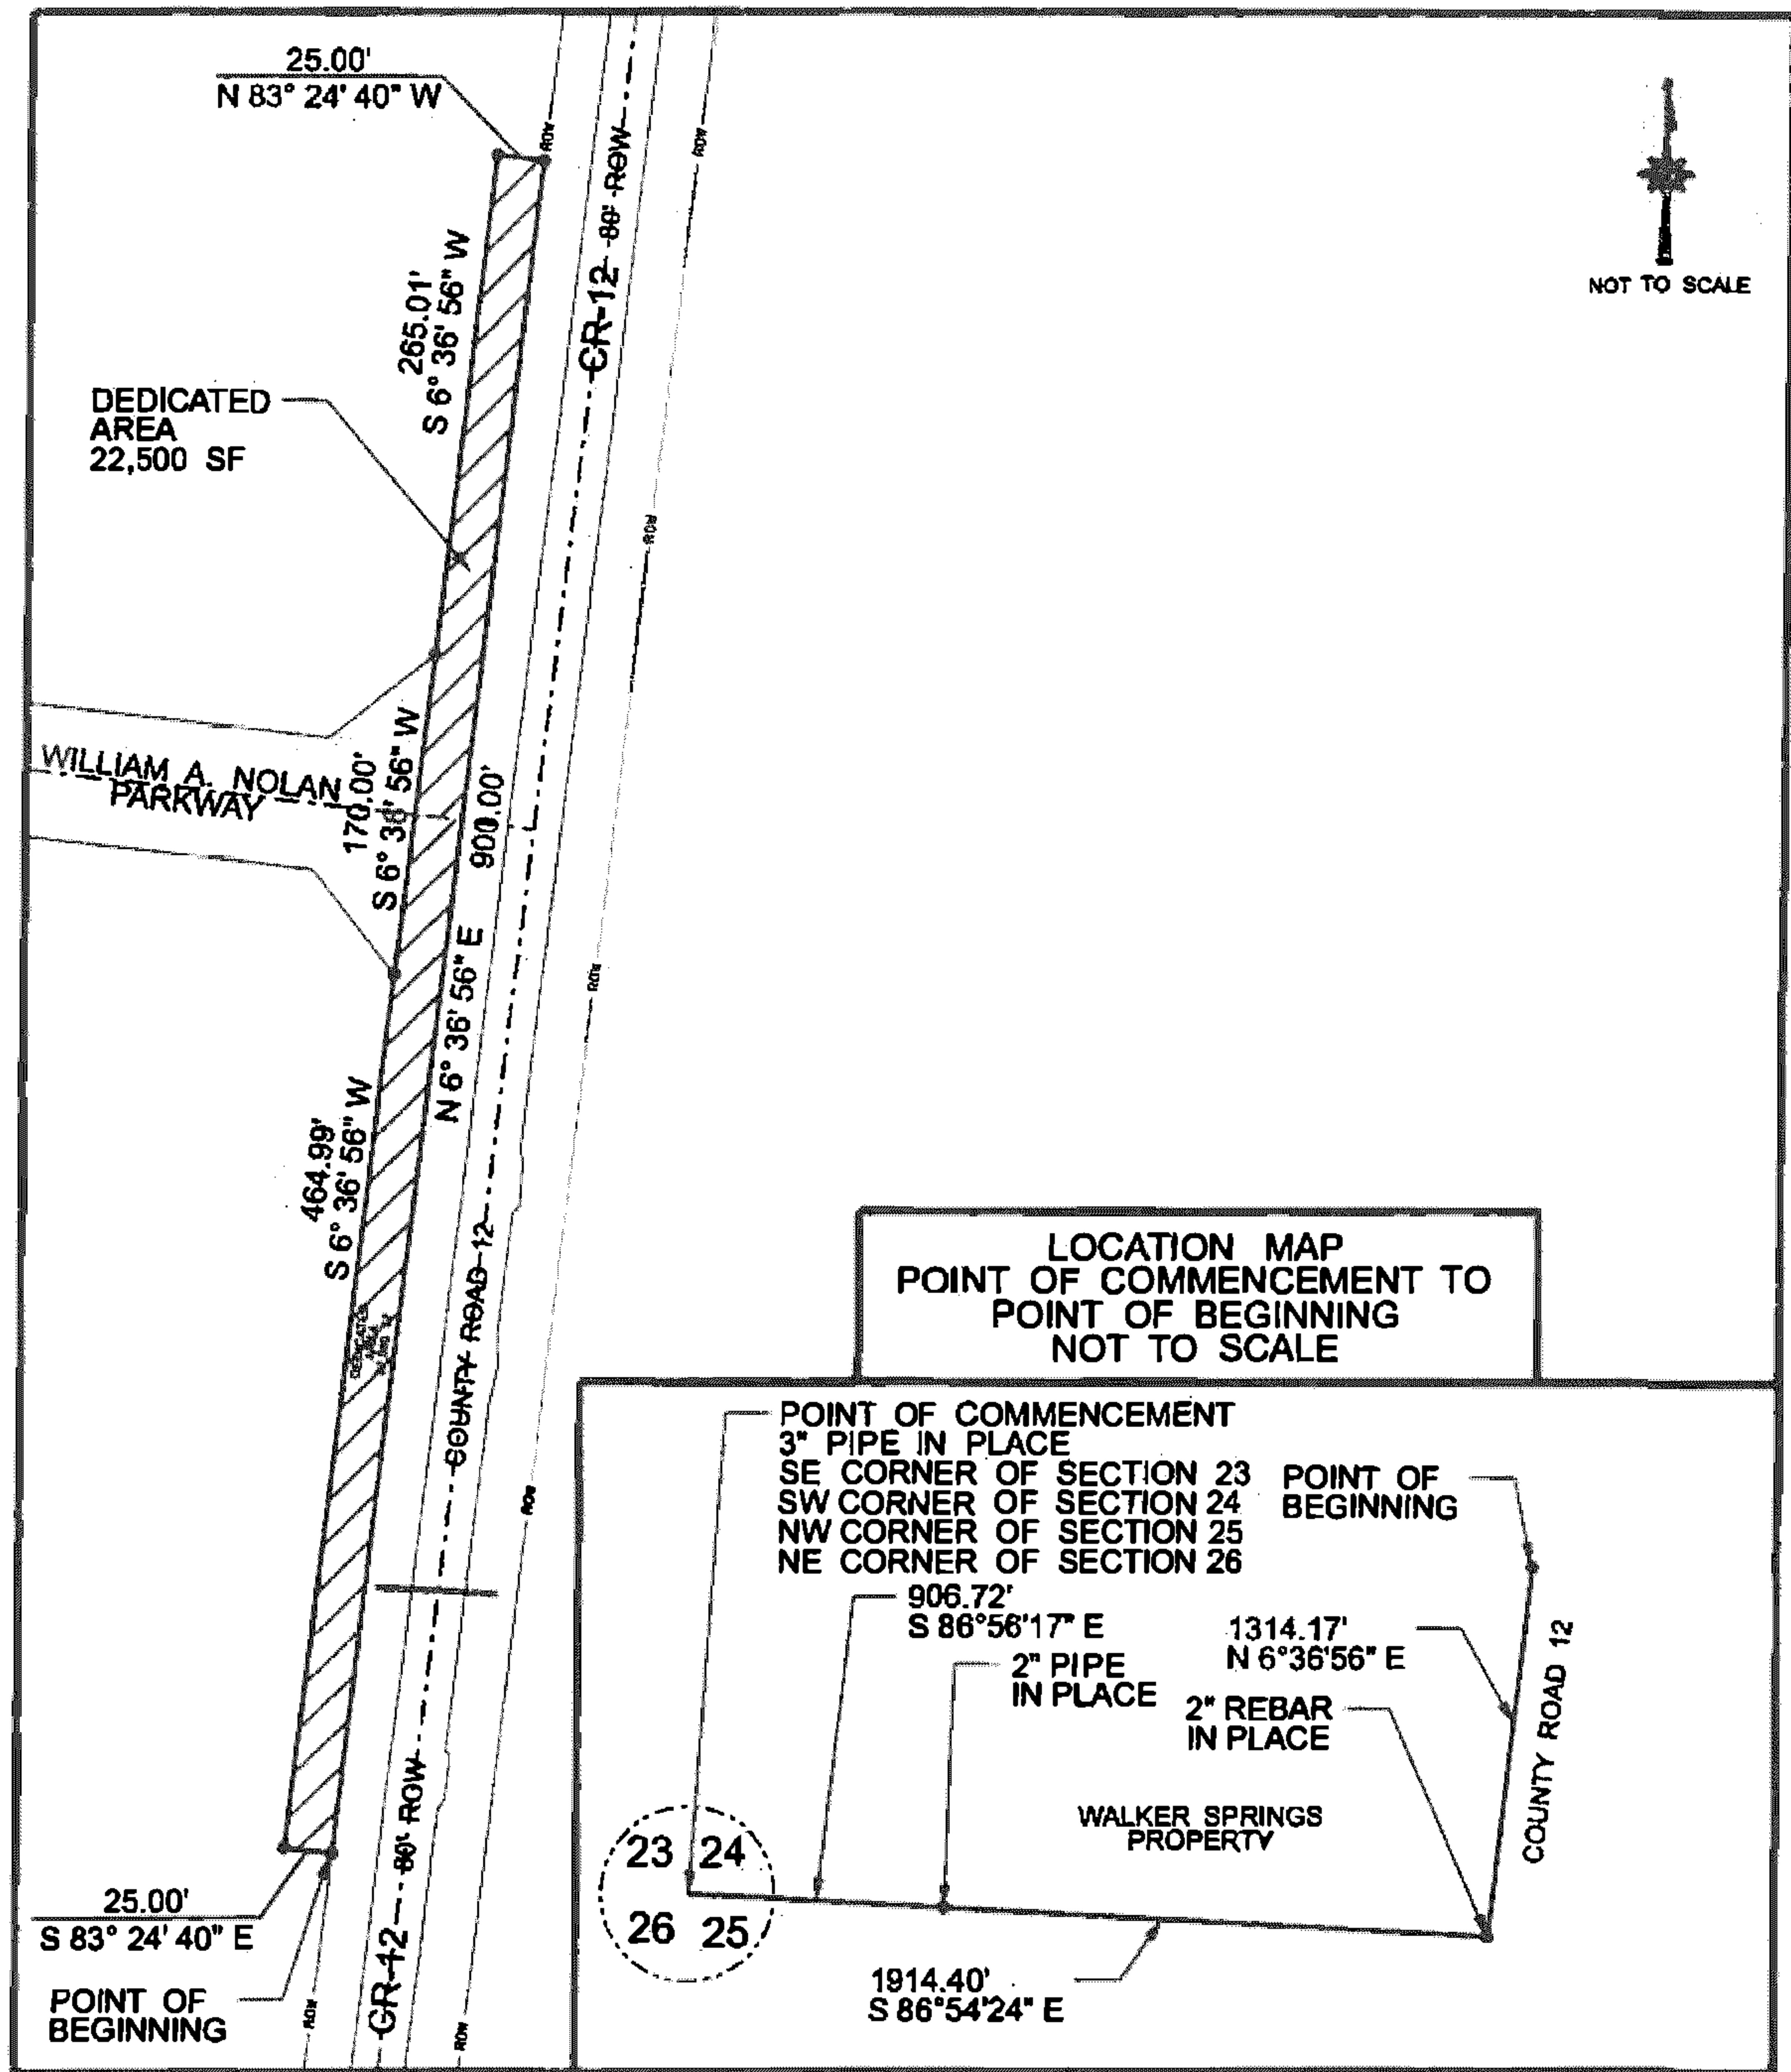 25.00'
N 83° 24' 40" W
ROW
ROW
CR-12
80' ROW
NOT TO SCALE
265.01'
S 6° 36' 56" W
DEDICATED
AREA
22,500 SF
ROW
WILLIAM A. NOLAN
PARKWAY
170.00'
S 6° 36' 56" W
N 6° 36' 56" E
900.00'
ROW
464.99'
S 6° 36' 56" W
COUNTY ROAD 12
ROW
25.00'
S 83° 24' 40" E
POINT OF
BEGINNING
ROW
CR-12
80' ROW
ROW
LOCATION MAP
POINT OF COMMENCEMENT TO
POINT OF BEGINNING
NOT TO SCALE
POINT OF COMMENCEMENT
3" PIPE IN PLACE
SE CORNER OF SECTION 23
SW CORNER OF SECTION 24
NW CORNER OF SECTION 25
NE CORNER OF SECTION 26
POINT OF
BEGINNING
906.72'
S 86°56'17" E
2" PIPE
IN PLACE
1314.17'
N 6°36'56" E
2" REBAR
IN PLACE
COUNTY ROAD 12
WALKER SPRINGS
PROPERTY
23 24
26 25
1914.40'
S 86°54'24" E